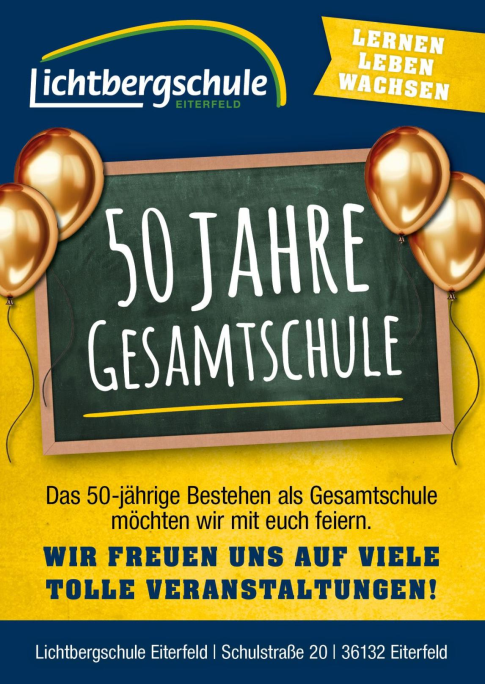 Lichtbergschule
EITERFELD
LERNEN
LEBEN
WACHSEN
50 JAHRE
GESAMTSCHULE
Das 50-jährige Bestehen als Gesamtschule
möchten wir mit euch feiern.
WIR FREUEN UNS AUF VIELE
TOLLE VERANSTALTUNGEN!
Lichtbergschule Eiterfeld | Schulstraße 20 | 36132 Eiterfeld